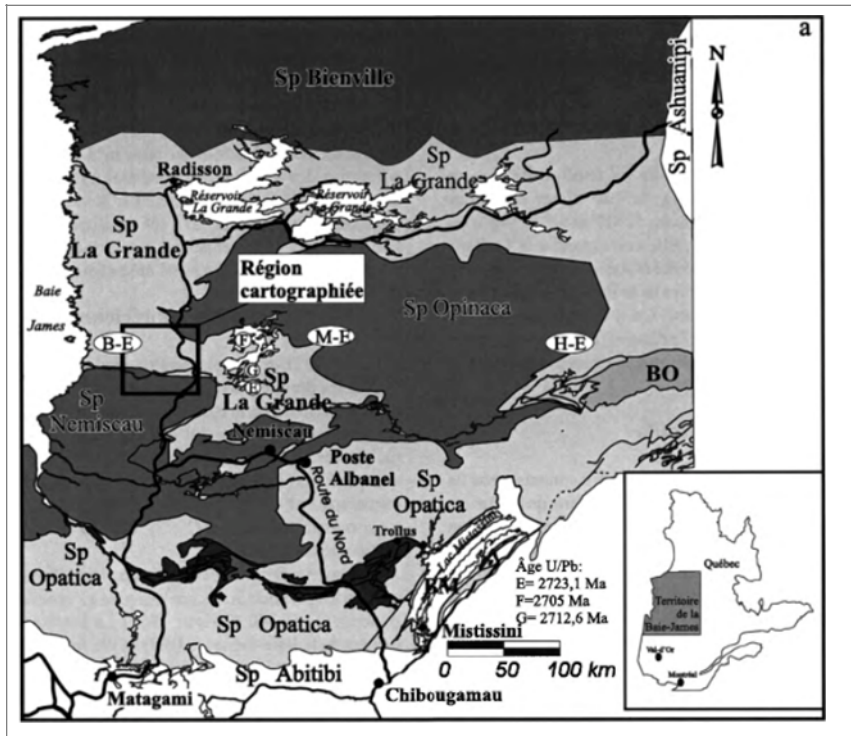 a
Sp Bienville
N
Sp Ashuanipi
Radisson
Réservoir
La Grande
Réservoir
La Grande
Sp
La Grande
Sp
La Grande
Région
cartographiée
Baie
James
Sp Opinaca
B-E
F
M-E
H-E
G
E
Sp
La Grande
BO
Sp
Nemiscau
Nemiscau
Poste
Albanel
Route du Nord
Sp
Opatica
Troilus
Lac Mistassini
Sp
Opatica
Âge U/Pb:
E= 2723,1 Ma
F=2705 Ma
G= 2712,6 Ma
Sp Opatica
Mistissini
0 50 100 km
Sp Abitibi
Matagami
Chibougamau
Québec
Territoire
de la
Baie-James
Val-d'Or
Montréal